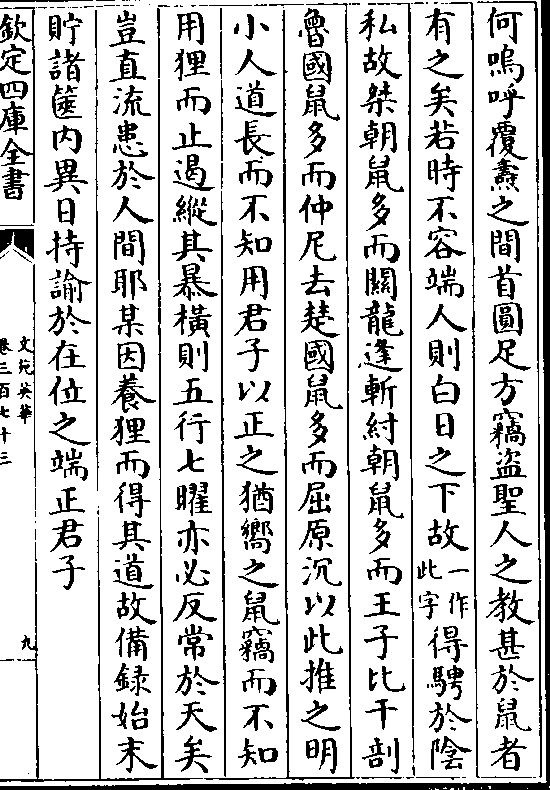 何嗚呼覆燾之間首圓足方竊盜聖人之教甚於鼠者
有之矣若時不容端人則白日之下故一作此字得騁於陰
私故桀朝鼠多而關龍逢斬紂朝鼠多而王子比干剖
魯國鼠多而仲尼去楚國鼠多而屈原沉以此推之明
小人道長而不知用君子以正之猶嚮之鼠竊而不知
用狸而止遏縱其暴橫則五行七曜亦必反常於天矣
豈直流患於人間耶某因養狸而得其道故備錄始末
貯諸篋内異日持諭於在位之端正君子
欽定四庫全書
文苑英華
卷三百七十三
九